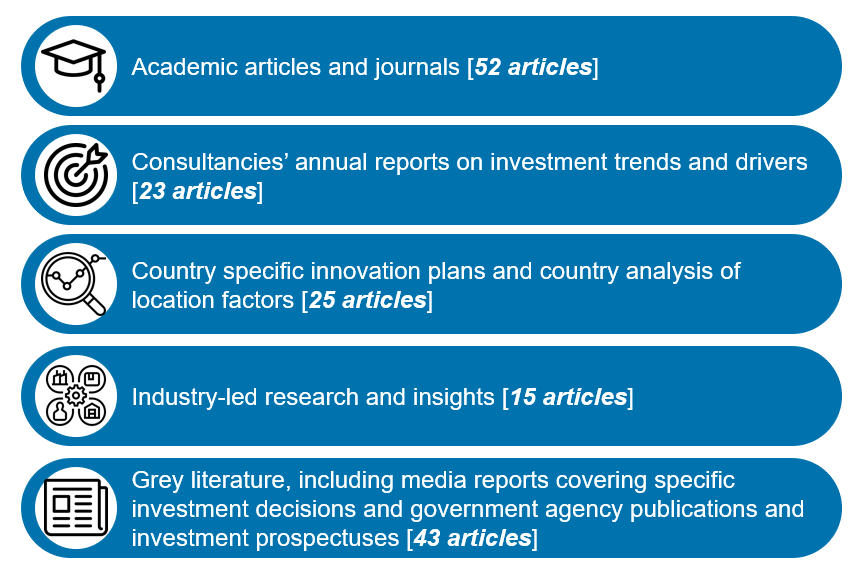 Academic articles and journals [52 articles]
Consultancies’ annual reports on investment trends and drivers
[23 articles]
Country specific innovation plans and country analysis of
location factors [25 articles]
Industry-led research and insights [15 articles]
Grey literature, including media reports covering specific
investment decisions and government agency publications and
investment prospectuses [43 articles]